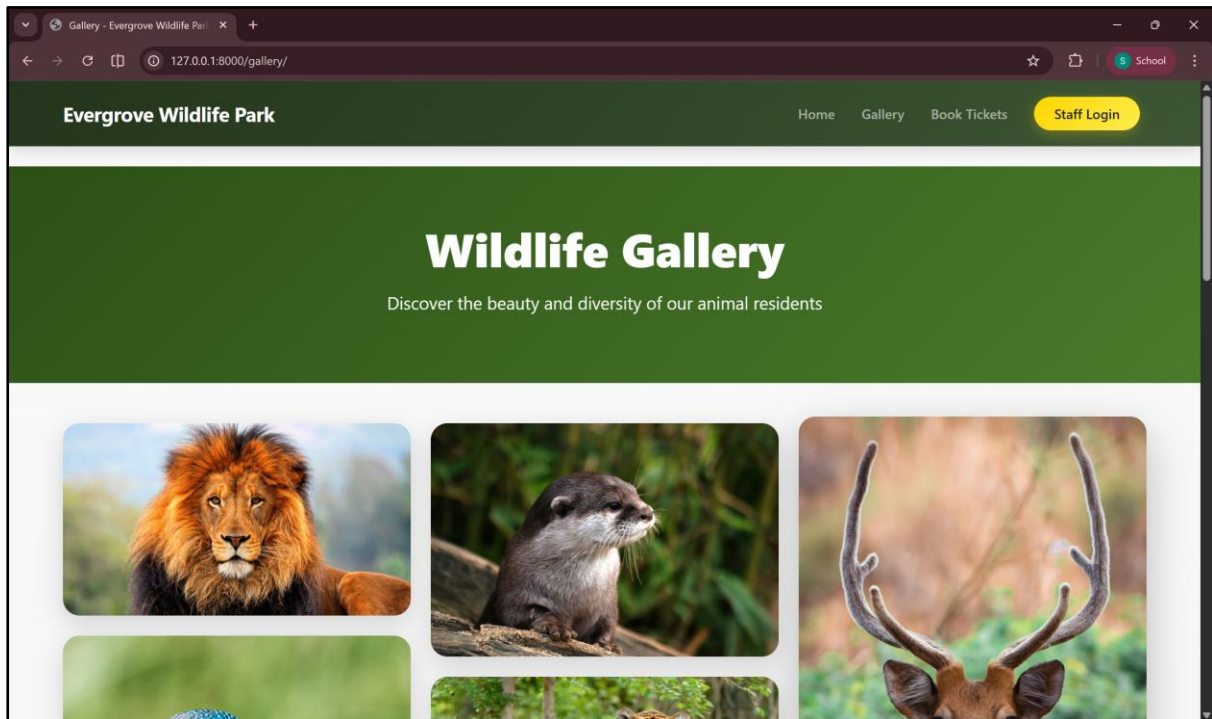 Gallery - Evergrove Wildlife Par
127.0.0.1:8000/gallery/
S School
Evergrove Wildlife Park
Home Gallery Book Tickets Staff Login
Wildlife Gallery
Discover the beauty and diversity of our animal residents